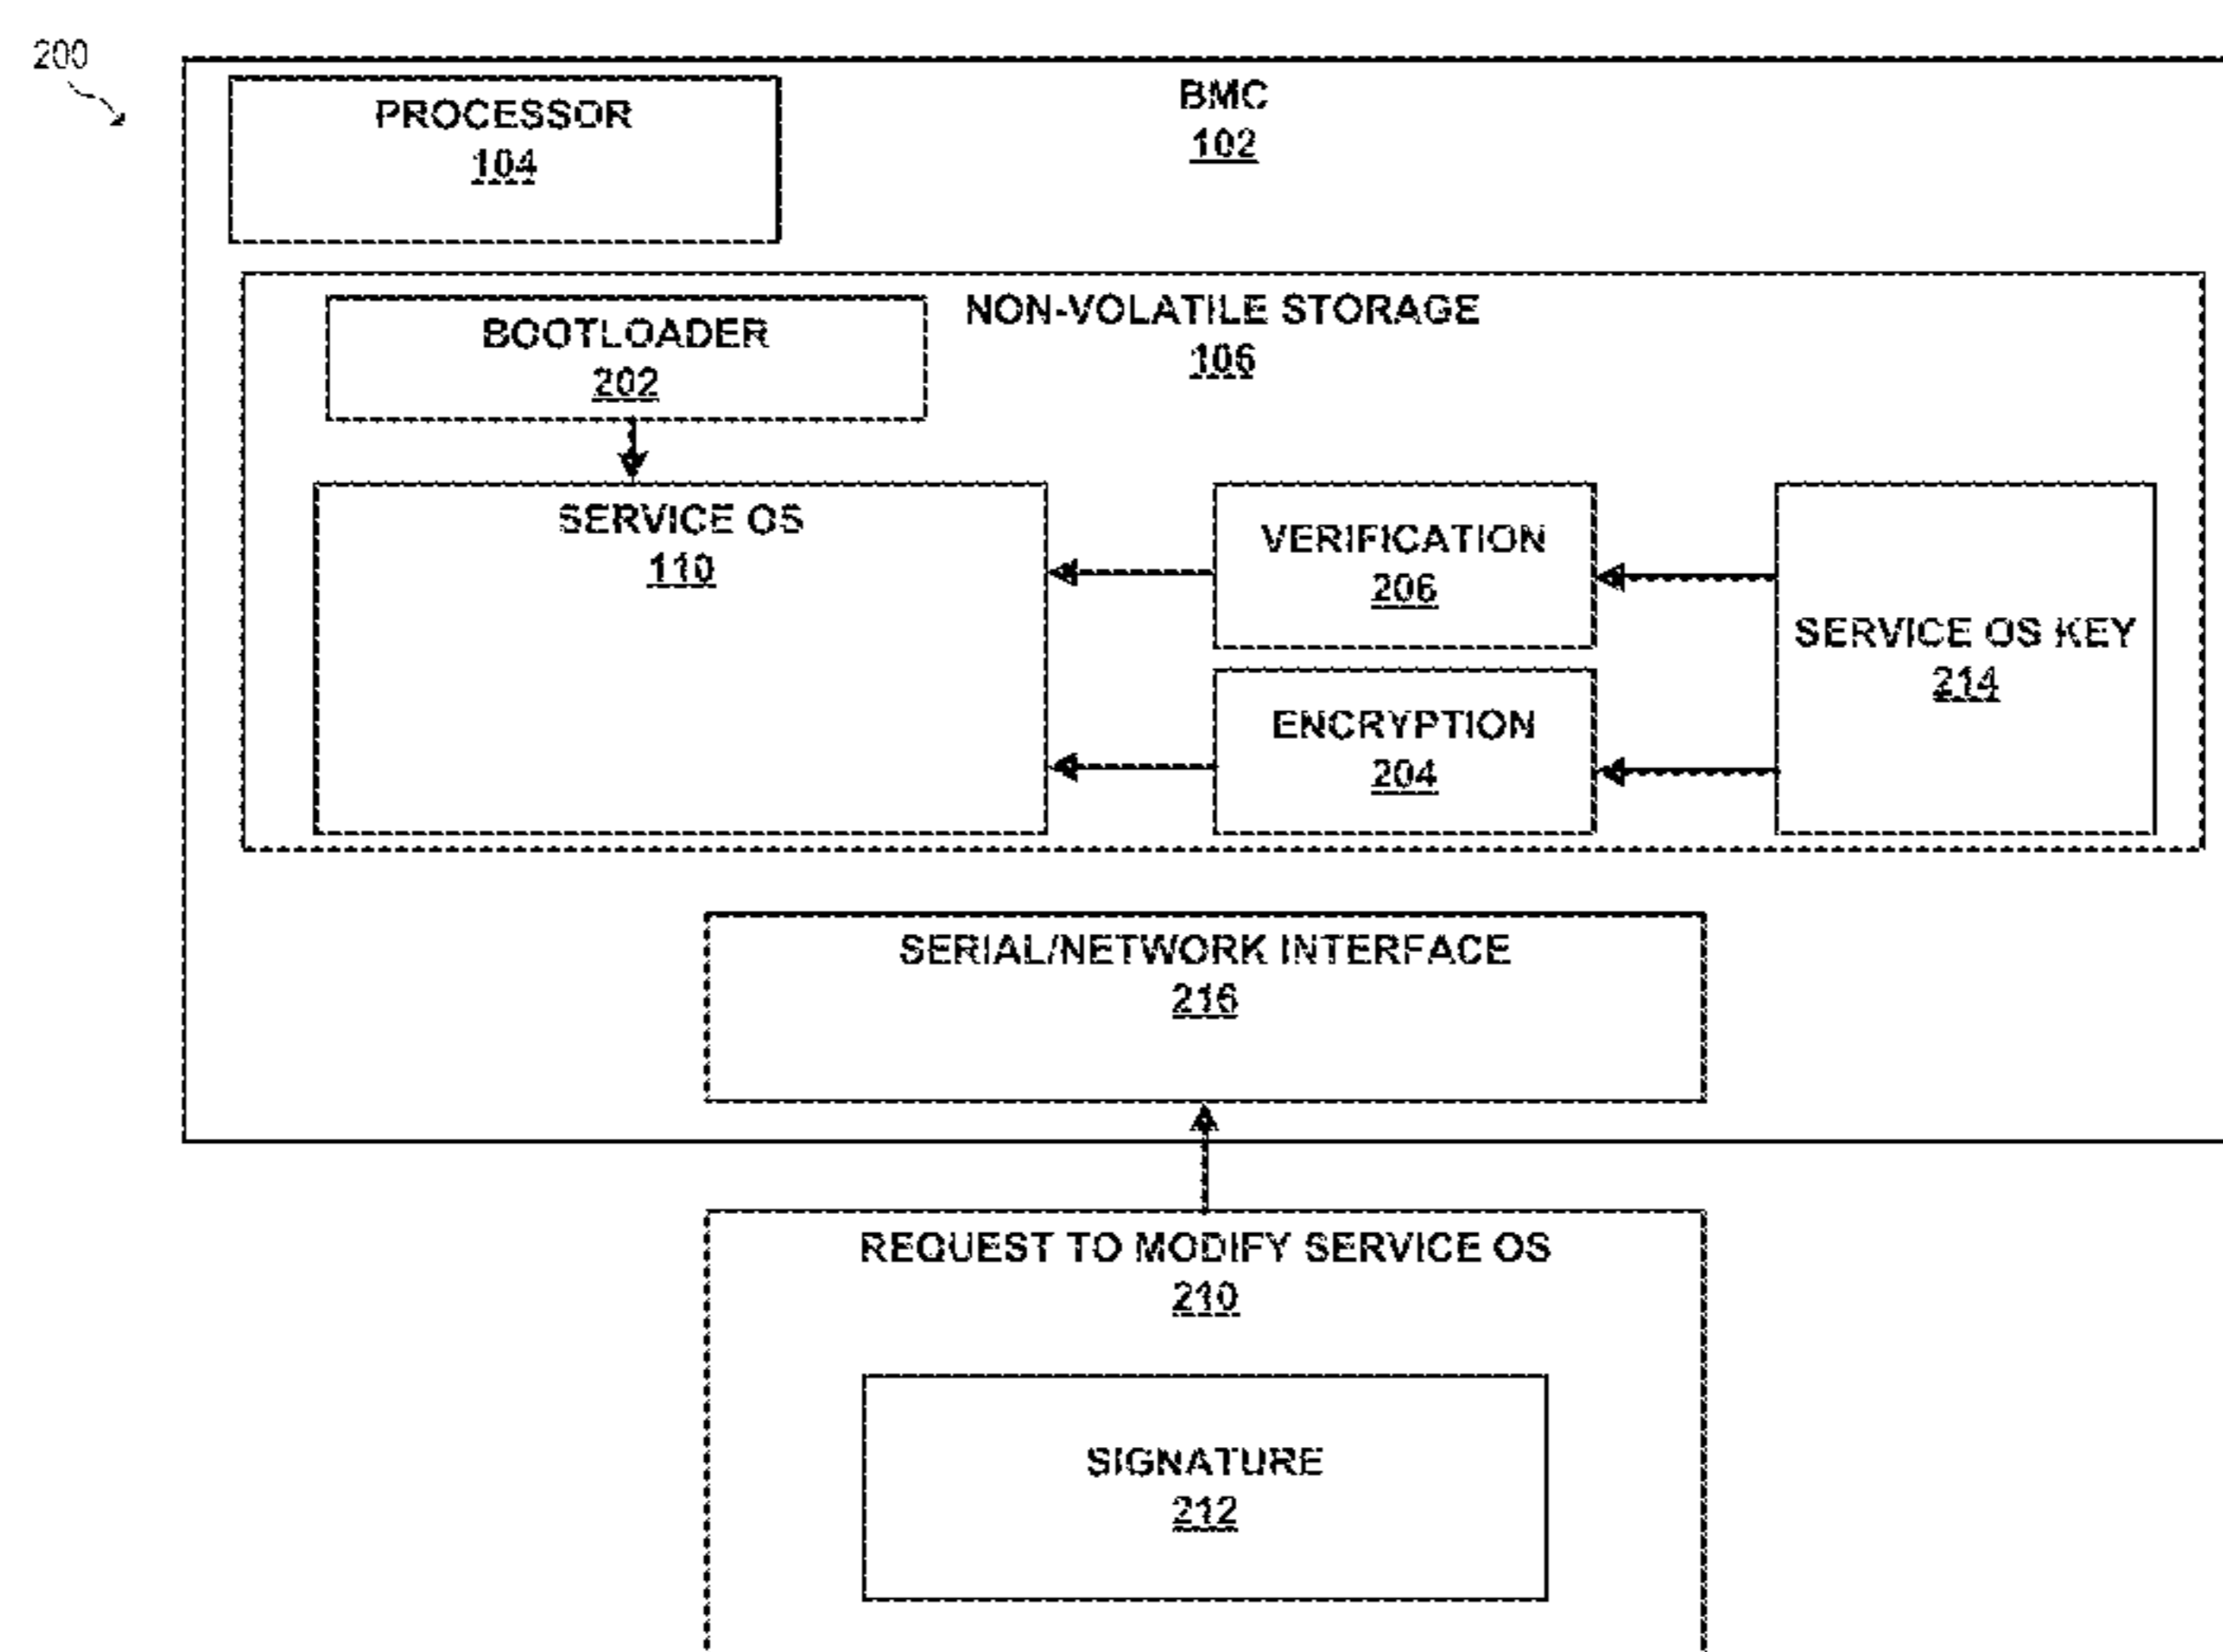 200
BMC
102
PROCESSOR
104
NON-VOLATILE STORAGE
106
BOOTLOADER
202
SERVICE OS
110
VERIFICATION
206
ENCRYPTION
204
SERVICE OS KEY
214
SERIAL/NETWORK INTERFACE
216
REQUEST TO MODIFY SERVICE OS
210
SIGNATURE
212